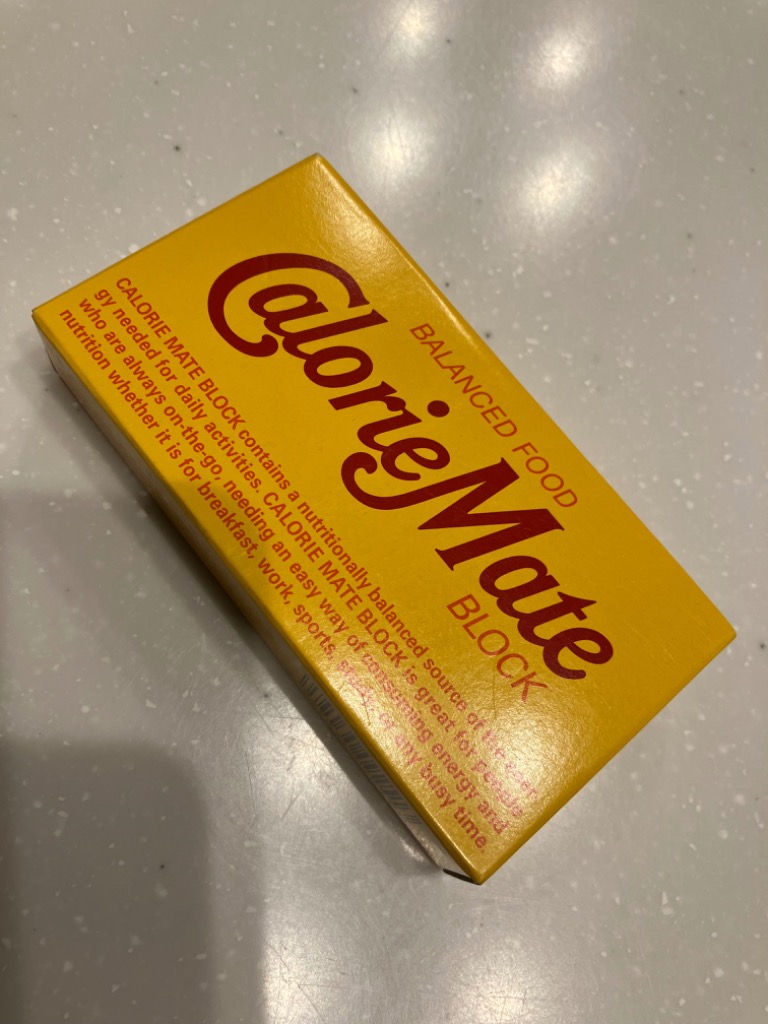 BALANCED FOOD
CalorieMate
BLOCK
CALORIE MATE BLOCK contains a nutritionally balanced source of the ener-
gy needed for daily activities. CALORIE MATE BLOCK is great for people
who are always on-the-go, needing an easy way of consuming energy and
nutrition whether it is for breakfast, work, sports, study, or any busy time.